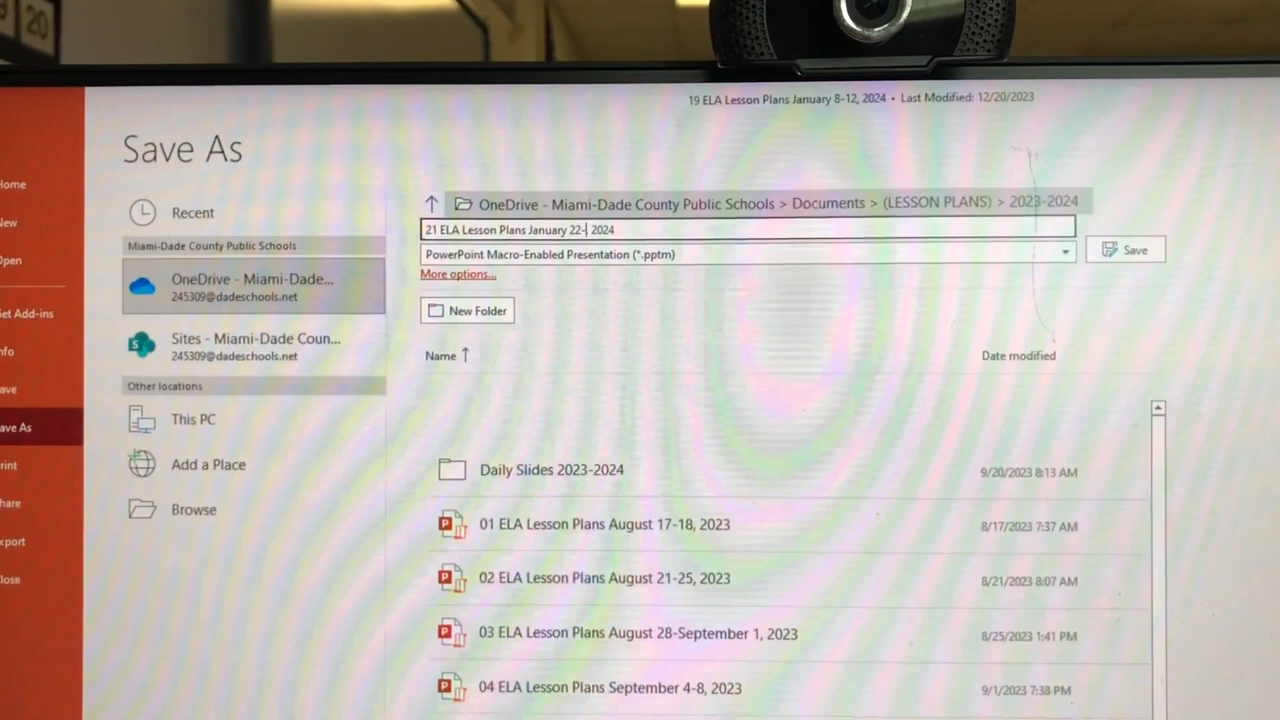 20
19 ELA Lesson Plans January 8-12, 2024 • Last Modified: 12/20/2023
Save As
ome
ew
pen
et Add-ins
nfo
ave
ave As
rint
hare
xport
lose
Recent
Miami-Dade County Public Schools
OneDrive - Miami-Dade...
245309@dadeschools.net
Sites - Miami-Dade Coun...
245309@dadeschools.net
Other locations
This PC
Add a Place
Browse
OneDrive - Miami-Dade County Public Schools > Documents > (LESSON PLANS) > 2023-2024
21 ELA Lesson Plans January 22- 2024
PowerPoint Macro-Enabled Presentation (*.pptm)
Save
More options...
New Folder
Name ↑ Date modified
Daily Slides 2023-2024 9/20/2023 8:13 AM
01 ELA Lesson Plans August 17-18, 2023 8/17/2023 7:37 AM
02 ELA Lesson Plans August 21-25, 2023 8/21/2023 8:07 AM
03 ELA Lesson Plans August 28-September 1, 2023 8/25/2023 1:41 PM
04 ELA Lesson Plans September 4-8, 2023 9/1/2023 7:38 PM